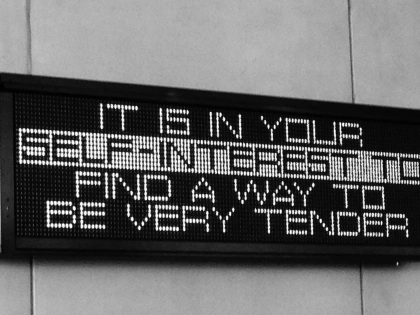 IT IS IN YOUR
SELF-INTEREST TO
FIND A WAY TO
BE VERY TENDER